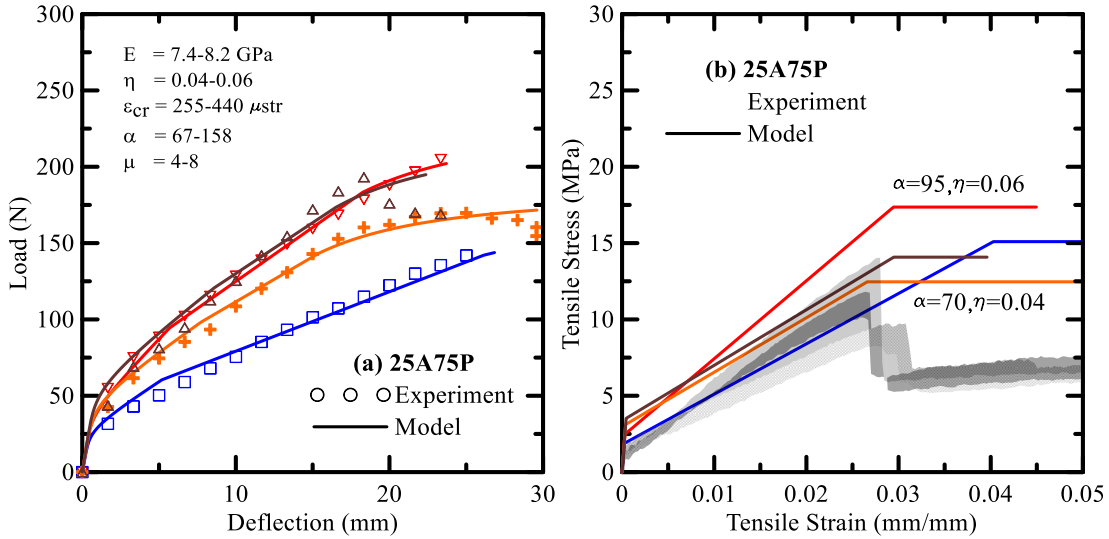 300
250
200
150
100
50
0
Load (N)
E = 7.4-8.2 GPa
η = 0.04-0.06
εcr = 255-440 μstr
α = 67-158
μ = 4-8
(a) 25A75P
Experiment
Model
0 10 20 30
Deflection (mm)
30
25
20
15
10
5
0
Tensile Stress (MPa)
(b) 25A75P
Experiment
Model
α=95,η=0.06
α=70,η=0.04
0 0.01 0.02 0.03 0.04 0.05
Tensile Strain (mm/mm)